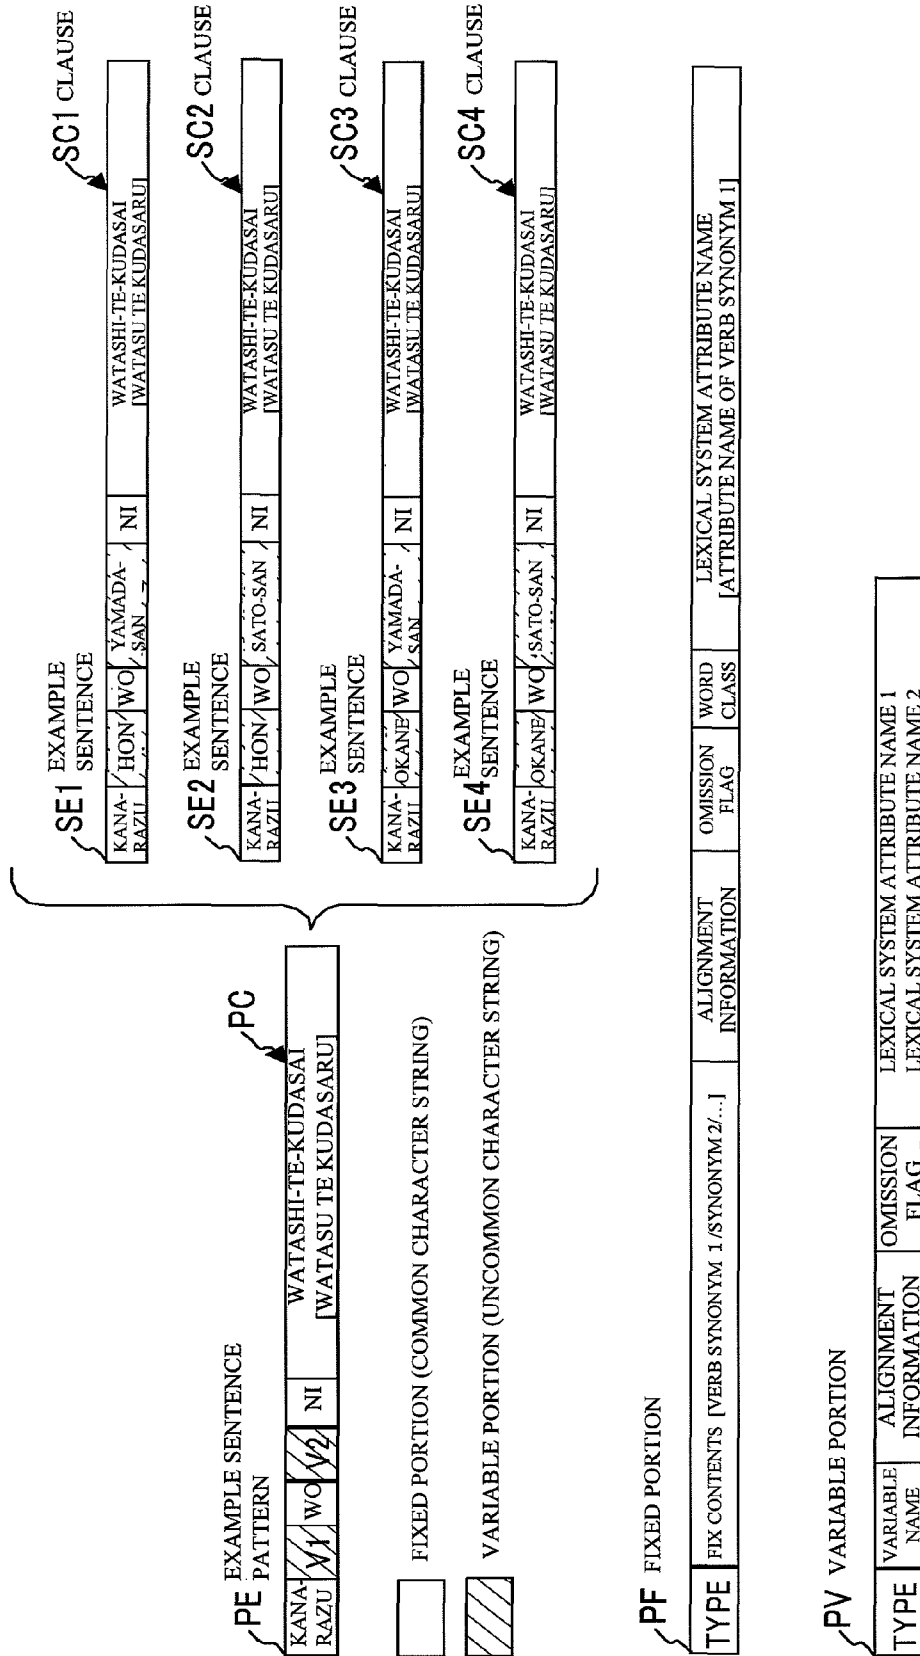 PE EXAMPLE SENTENCE
PATTERN
PC
KANA-
RAZU
V1
WO
V2
NI
WATASHI-TE-KUDASAI
[WATASU TE KUDASARU]
SE1 EXAMPLE
SENTENCE
SC1 CLAUSE
KANA-
RAZU
HON
WO
YAMADA-
SAN
NI
WATASHI-TE-KUDASAI
[WATASU TE KUDASARU]
SE2 EXAMPLE
SENTENCE
SC2 CLAUSE
KANA-
RAZU
HON
WO
SATO-SAN
NI
WATASHI-TE-KUDASAI
[WATASU TE KUDASARU]
SE3 EXAMPLE
SENTENCE
SC3 CLAUSE
KANA-
RAZU
OKANE
WO
YAMADA-
SAN
NI
WATASHI-TE-KUDASAI
[WATASU TE KUDASARU]
SE4 EXAMPLE
SENTENCE
SC4 CLAUSE
KANA-
RAZU
OKANE
WO
SATO-SAN
NI
WATASHI-TE-KUDASAI
[WATASU TE KUDASARU]
FIXED PORTION (COMMON CHARACTER STRING)
VARIABLE PORTION (UNCOMMON CHARACTER STRING)
PF FIXED PORTION
TYPE
FIX CONTENTS [VERB SYNONYM 1/SYNONYM 2/...]
ALIGNMENT
INFORMATION
OMISSION
FLAG
WORD
CLASS
LEXICAL SYSTEM ATTRIBUTE NAME
[ATTRIBUTE NAME OF VERB SYNONYM 1]
PV VARIABLE PORTION
TYPE
VARIABLE
NAME
ALIGNMENT
INFORMATION
OMISSION
FLAG
LEXICAL SYSTEM ATTRIBUTE NAME 1
LEXICAL SYSTEM ATTRIBUTE NAME 2